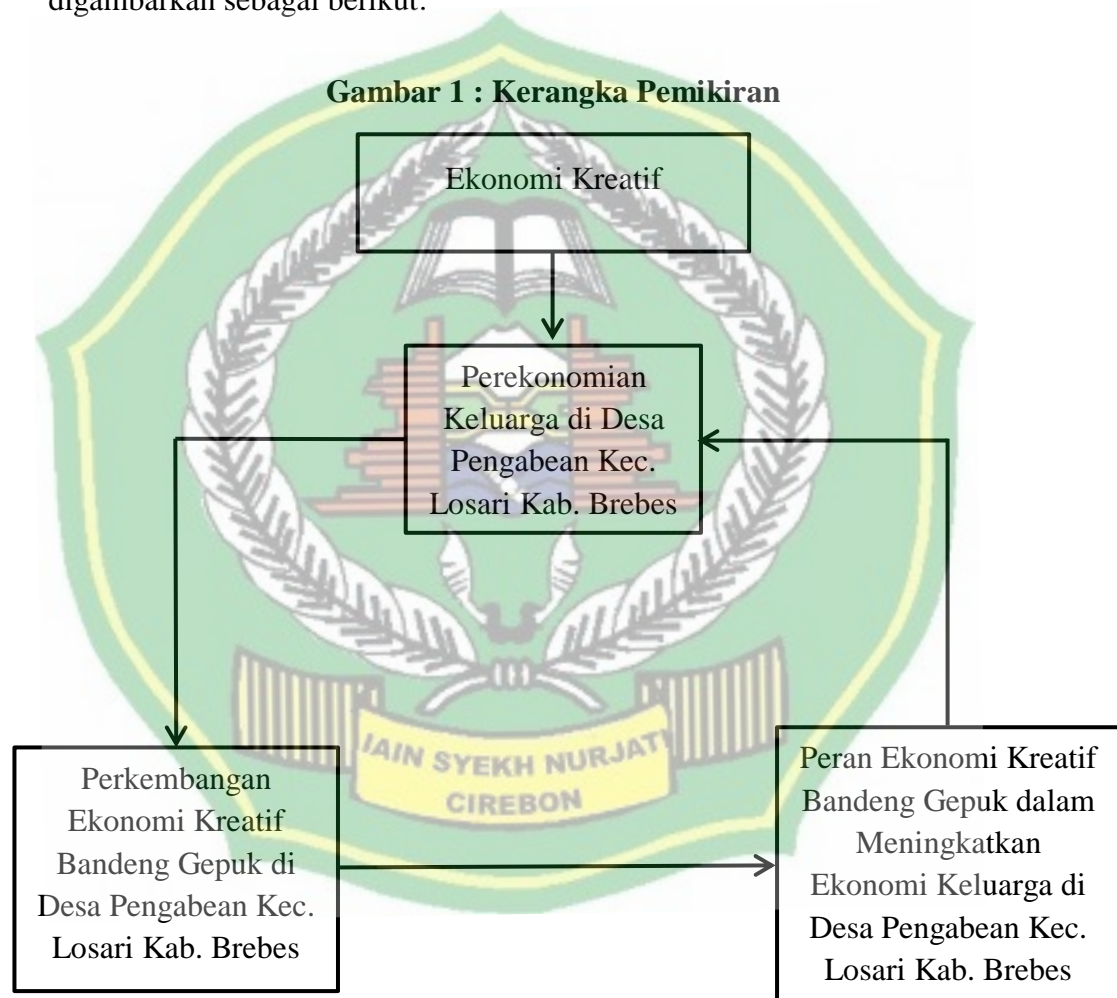 digambarkan sebagai berikut:
Gambar 1 : Kerangka Pemikiran
Ekonomi Kreatif
Perekonomian
Keluarga di Desa
Pengabean Kec.
Losari Kab. Brebes
IAIN SYEKH NURJATI
CIREBON
Perkembangan
Ekonomi Kreatif
Bandeng Gepuk di
Desa Pengabean Kec.
Losari Kab. Brebes
Peran Ekonomi Kreatif
Bandeng Gepuk dalam
Meningkatkan
Ekonomi Keluarga di
Desa Pengabean Kec.
Losari Kab. Brebes